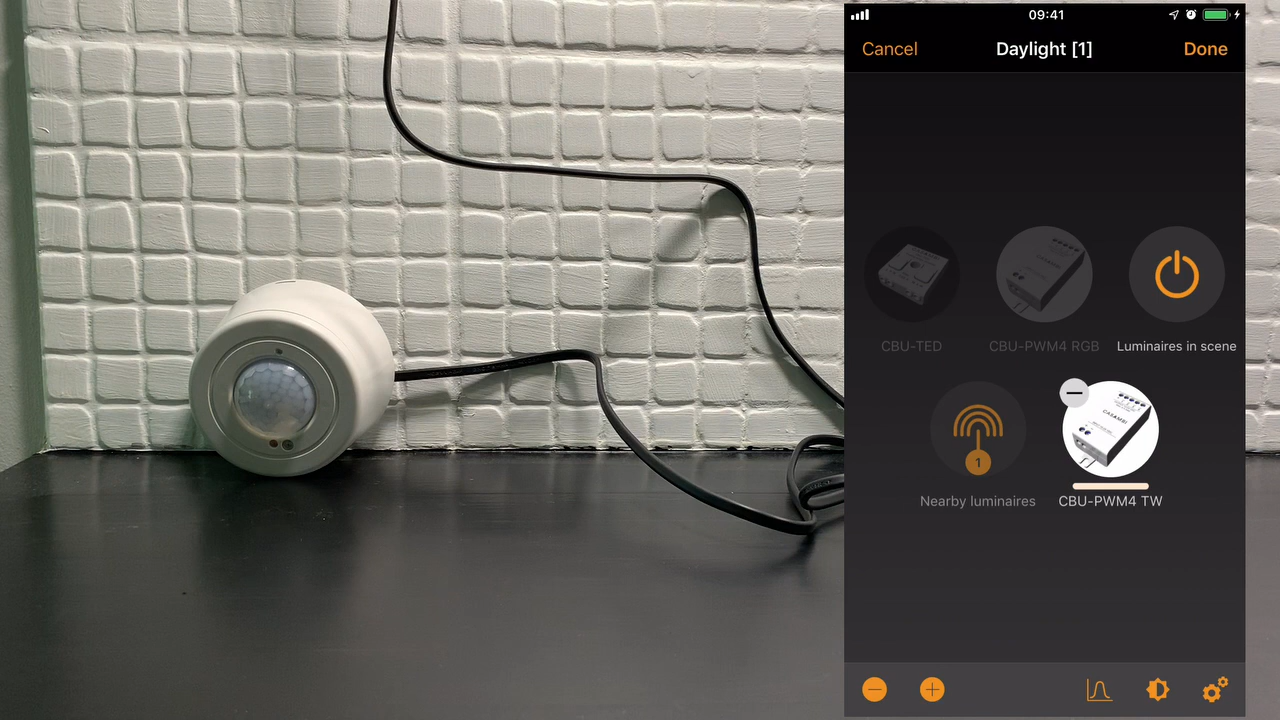 09:41
Cancel
Daylight [1]
Done
CBU-TED
CBU-PWM4 RGB
Luminaires in scene
1
CASAMBI
Nearby luminaires
CBU-PWM4 TW